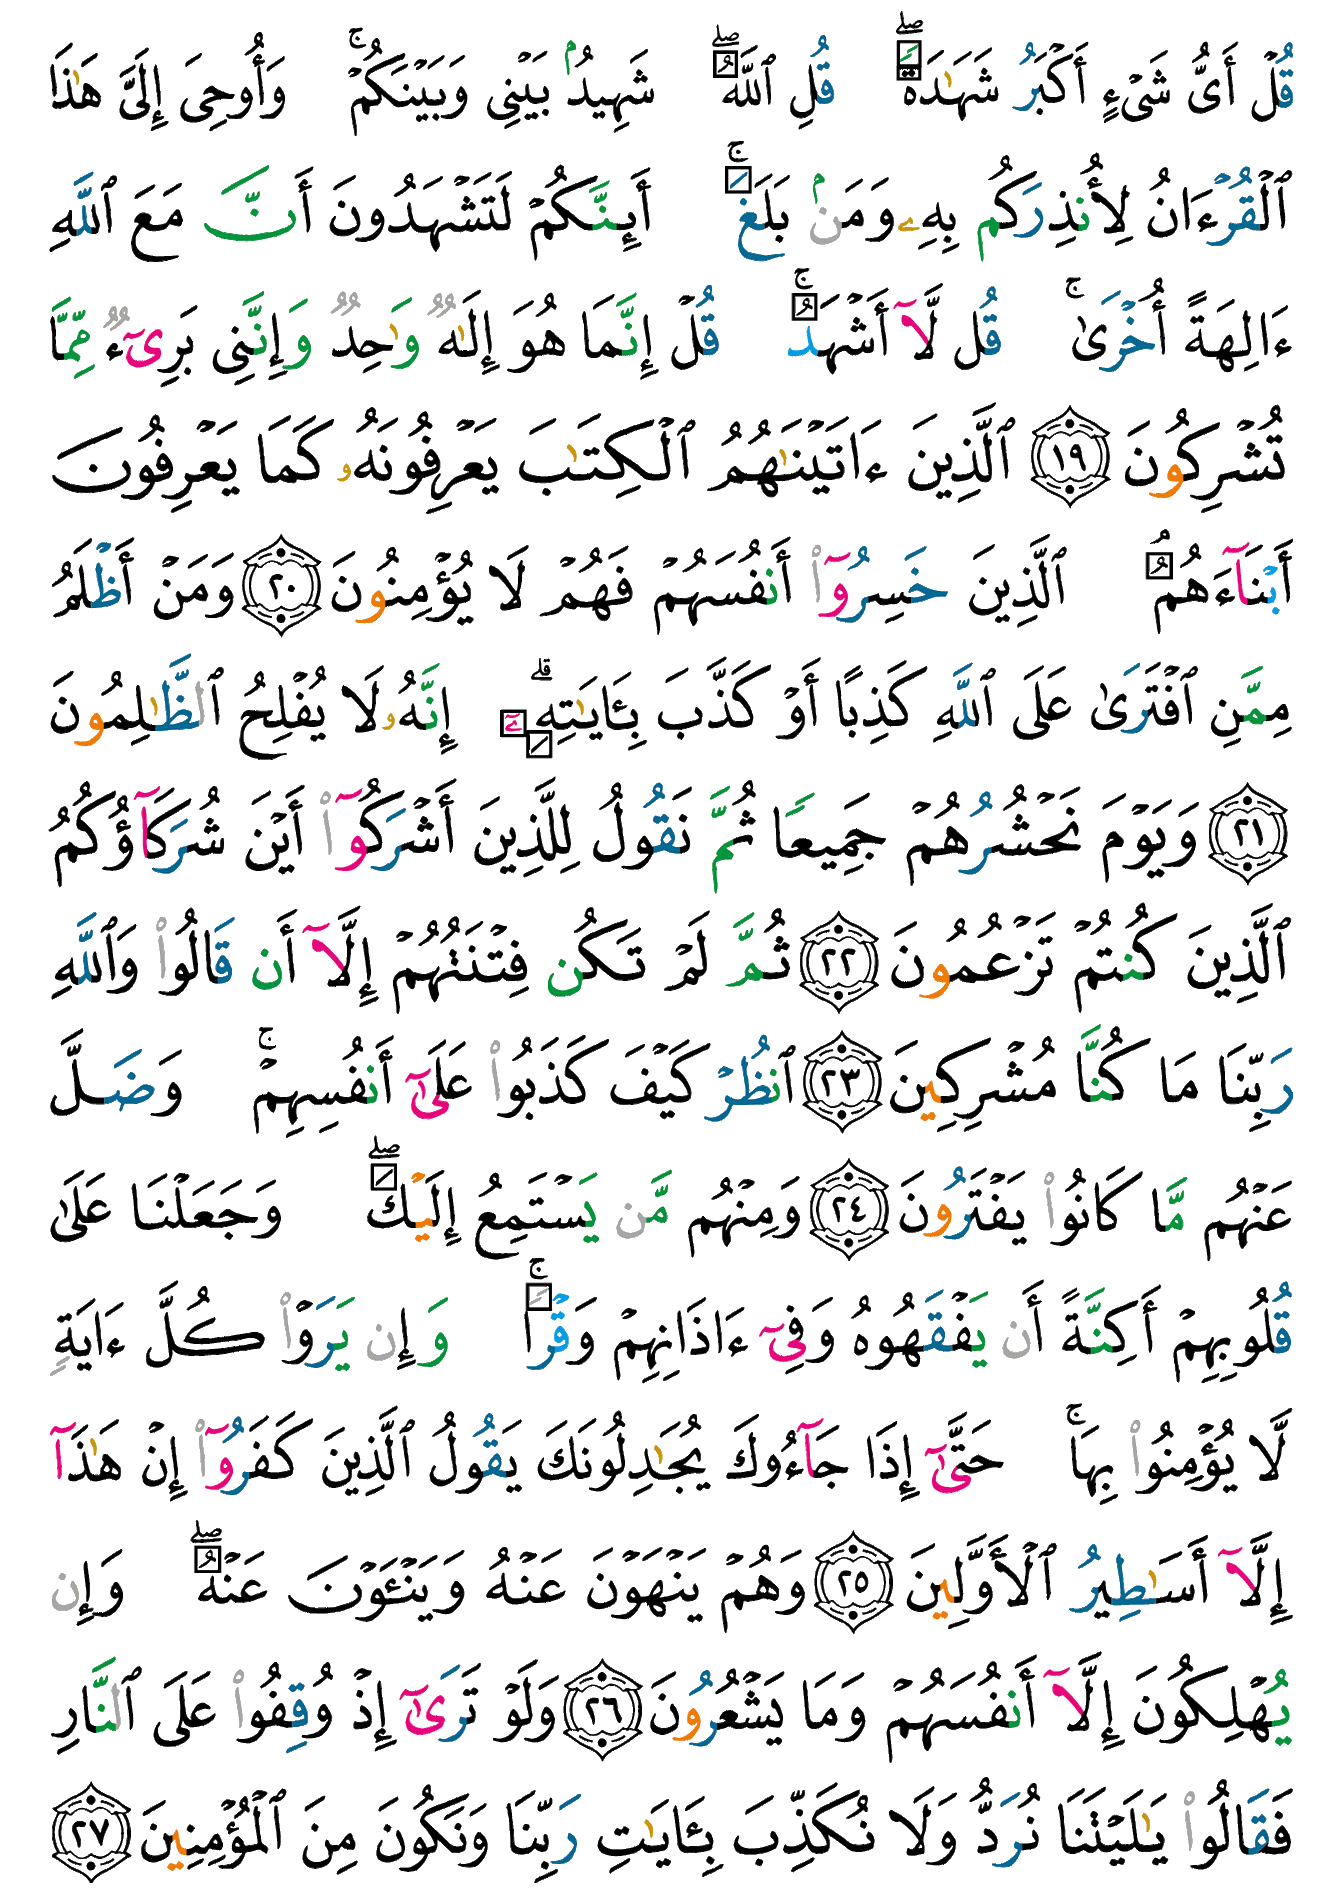 قُلۡ أَيُّ شَيۡءٍ أَكۡبَرُ شَهَٰدَةٗۖ قُلِ ٱللَّهُۖ شَهِيدُۢ بَيۡنِي وَبَيۡنَكُمۡۚ وَأُوحِيَ إِلَيَّ هَٰذَا
ٱلۡقُرۡءَانُ لِأُنذِرَكُم بِهِۦ وَمَنۢ بَلَغَۚ أَئِنَّكُمۡ لَتَشۡهَدُونَ أَنَّ مَعَ ٱللَّهِ
ءَالِهَةً أُخۡرَىٰۚ قُل لَّآ أَشۡهَدُۚ قُلۡ إِنَّمَا هُوَ إِلَٰهٞ وَٰحِدٞ وَإِنَّنِي بَرِيٓءٞ مِّمَّا
تُشۡرِكُونَ ١٩ ٱلَّذِينَ ءَاتَيۡنَٰهُمُ ٱلۡكِتَٰبَ يَعۡرِفُونَهُۥ كَمَا يَعۡرِفُونَ
أَبۡنَآءَهُمُۘ ٱلَّذِينَ خَسِرُوٓاْ أَنفُسَهُمۡ فَهُمۡ لَا يُؤۡمِنُونَ ٢٠ وَمَنۡ أَظۡلَمُ
مِمَّنِ ٱفۡتَرَىٰ عَلَى ٱللَّهِ كَذِبًا أَوۡ كَذَّبَ بِـَٔايَٰتِهِۦٓۗ إِنَّهُۥ لَا يُفۡلِحُ ٱلظَّٰلِمُونَ
٢١ وَيَوۡمَ نَحۡشُرُهُمۡ جَمِيعٗا ثُمَّ نَقُولُ لِلَّذِينَ أَشۡرَكُوٓاْ أَيۡنَ شُرَكَآؤُكُمُ
ٱلَّذِينَ كُنتُمۡ تَزۡعُمُونَ ٢٢ ثُمَّ لَمۡ تَكُن فِتۡنَتُهُمۡ إِلَّآ أَن قَالُواْ وَٱللَّهِ
رَبِّنَا مَا كُنَّا مُشۡرِكِينَ ٢٣ ٱنظُرۡ كَيۡفَ كَذَبُواْ عَلَىٰٓ أَنفُسِهِمۡۚ وَضَلَّ
عَنۡهُم مَّا كَانُواْ يَفۡتَرُونَ ٢٤ وَمِنۡهُم مَّن يَسۡتَمِعُ إِلَيۡكَۖ وَجَعَلۡنَا عَلَىٰ
قُلُوبِهِمۡ أَكِنَّةً أَن يَفۡقَهُوهُ وَفِيٓ ءَاذَانِهِمۡ وَقۡرٗاۚ وَإِن يَرَوۡاْ كُلَّ ءَايَةٖ
لَّا يُؤۡمِنُواْ بِهَاۚ حَتَّىٰٓ إِذَا جَآءُوكَ يُجَٰدِلُونَكَ يَقُولُ ٱلَّذِينَ كَفَرُوٓاْ إِنۡ هَٰذَآ
إِلَّآ أَسَٰطِيرُ ٱلۡأَوَّلِينَ ٢٥ وَهُمۡ يَنۡهَوۡنَ عَنۡهُ وَيَنۡـَٔوۡنَ عَنۡهُۖ وَإِن
يُهۡلِكُونَ إِلَّآ أَنفُسَهُمۡ وَمَا يَشۡعُرُونَ ٢٦ وَلَوۡ تَرَىٰٓ إِذۡ وُقِفُواْ عَلَى ٱلنَّارِ
فَقَالُواْ يَٰلَيۡتَنَا نُرَدُّ وَلَا نُكَذِّبَ بِـَٔايَٰتِ رَبِّنَا وَنَكُونَ مِنَ ٱلۡمُؤۡمِنِينَ ٢٧